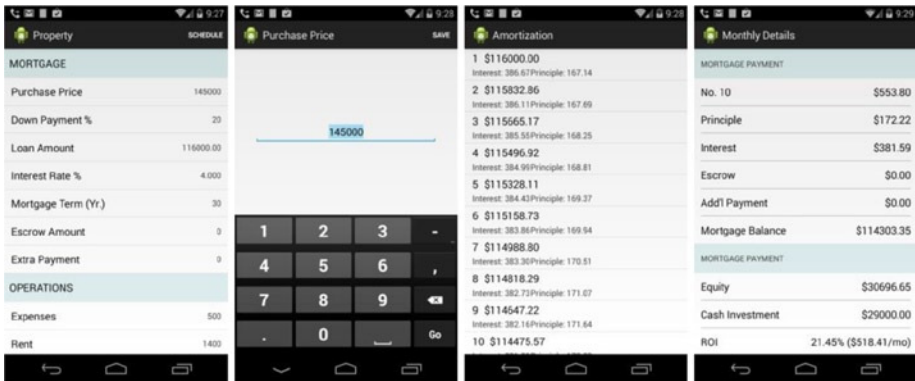 9:27
Property SCHEDULE
MORTGAGE
Purchase Price 145000
Down Payment % 20
Loan Amount 116000.00
Interest Rate % 4.000
Mortgage Term (Yr.) 30
Escrow Amount 0
Extra Payment 0
OPERATIONS
Expenses 500
Rent 1400
9:28
Purchase Price SAVE
145000
1 2 3 -
4 5 6 ,
7 8 9
. 0 Go
9:28
Amortization
1 $116000.00
Interest: 386.67Principle: 167.14
2 $115832.86
Interest: 386.11Principle: 167.69
3 $115665.17
Interest: 385.55Principle: 168.25
4 $115496.92
Interest: 384.99Principle: 168.81
5 $115328.11
Interest: 384.43Principle: 169.37
6 $115158.73
Interest: 383.86Principle: 169.94
7 $114988.80
Interest: 383.30Principle: 170.51
8 $114818.29
Interest: 382.73Principle: 171.07
9 $114647.22
Interest: 382.16Principle: 171.64
10 $114475.57
9:29
Monthly Details
MORTGAGE PAYMENT
No. 10 $553.80
Principle $172.22
Interest $381.59
Escrow $0.00
Add'l Payment $0.00
Mortgage Balance $114303.35
MORTGAGE PAYMENT
Equity $30696.65
Cash Investment $29000.00
ROI 21.45% ($518.41/mo)